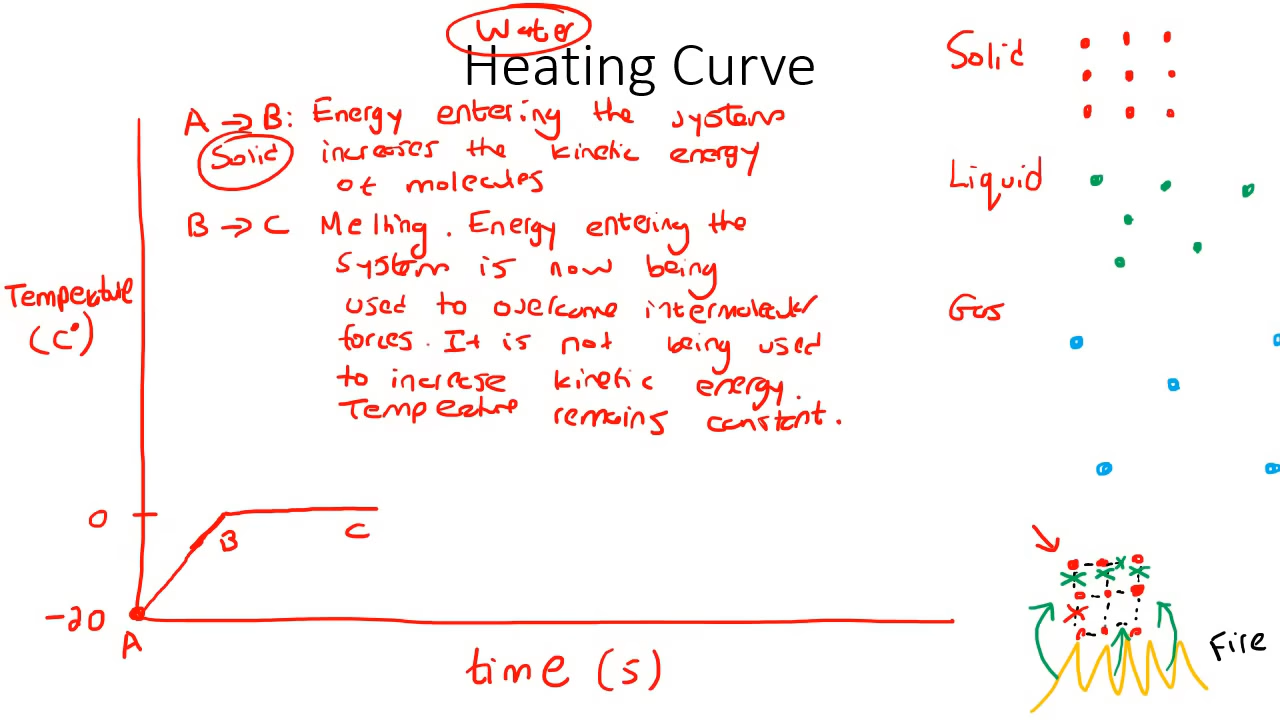 Water
Heating Curve
A → B: Energy entering the system
Solid increases the kinetic energy
of molecules
B → C Melting. Energy entering the
system is now being
used to overcome intermolecular
forces. It is not being used
to increase kinetic energy.
Temperature remains constant.
Temperature
(C°)
0
B
C
-20
A
time (s)
Solid
Liquid
Gas
Fire